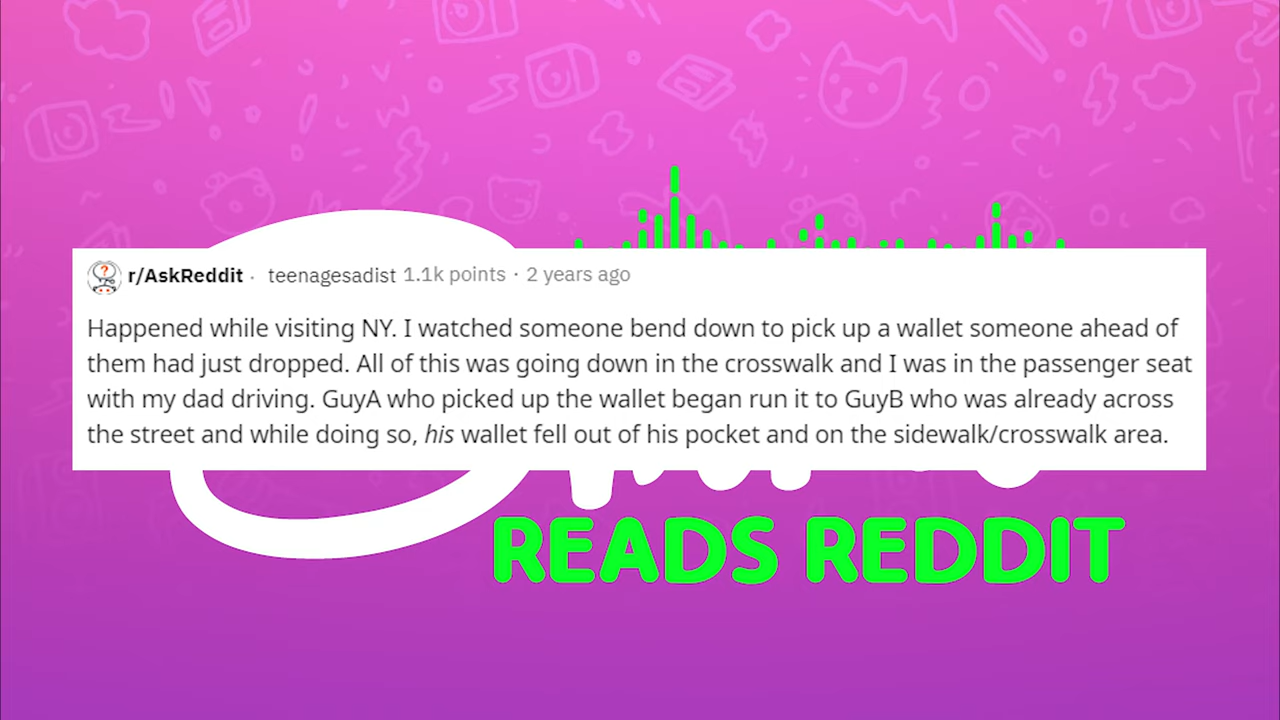 r/AskReddit · teenagesadist 1.1k points · 2 years ago
Happened while visiting NY. I watched someone bend down to pick up a wallet someone ahead of
them had just dropped. All of this was going down in the crosswalk and I was in the passenger seat
with my dad driving. GuyA who picked up the wallet began run it to GuyB who was already across
the street and while doing so, his wallet fell out of his pocket and on the sidewalk/crosswalk area.
READS REDDIT